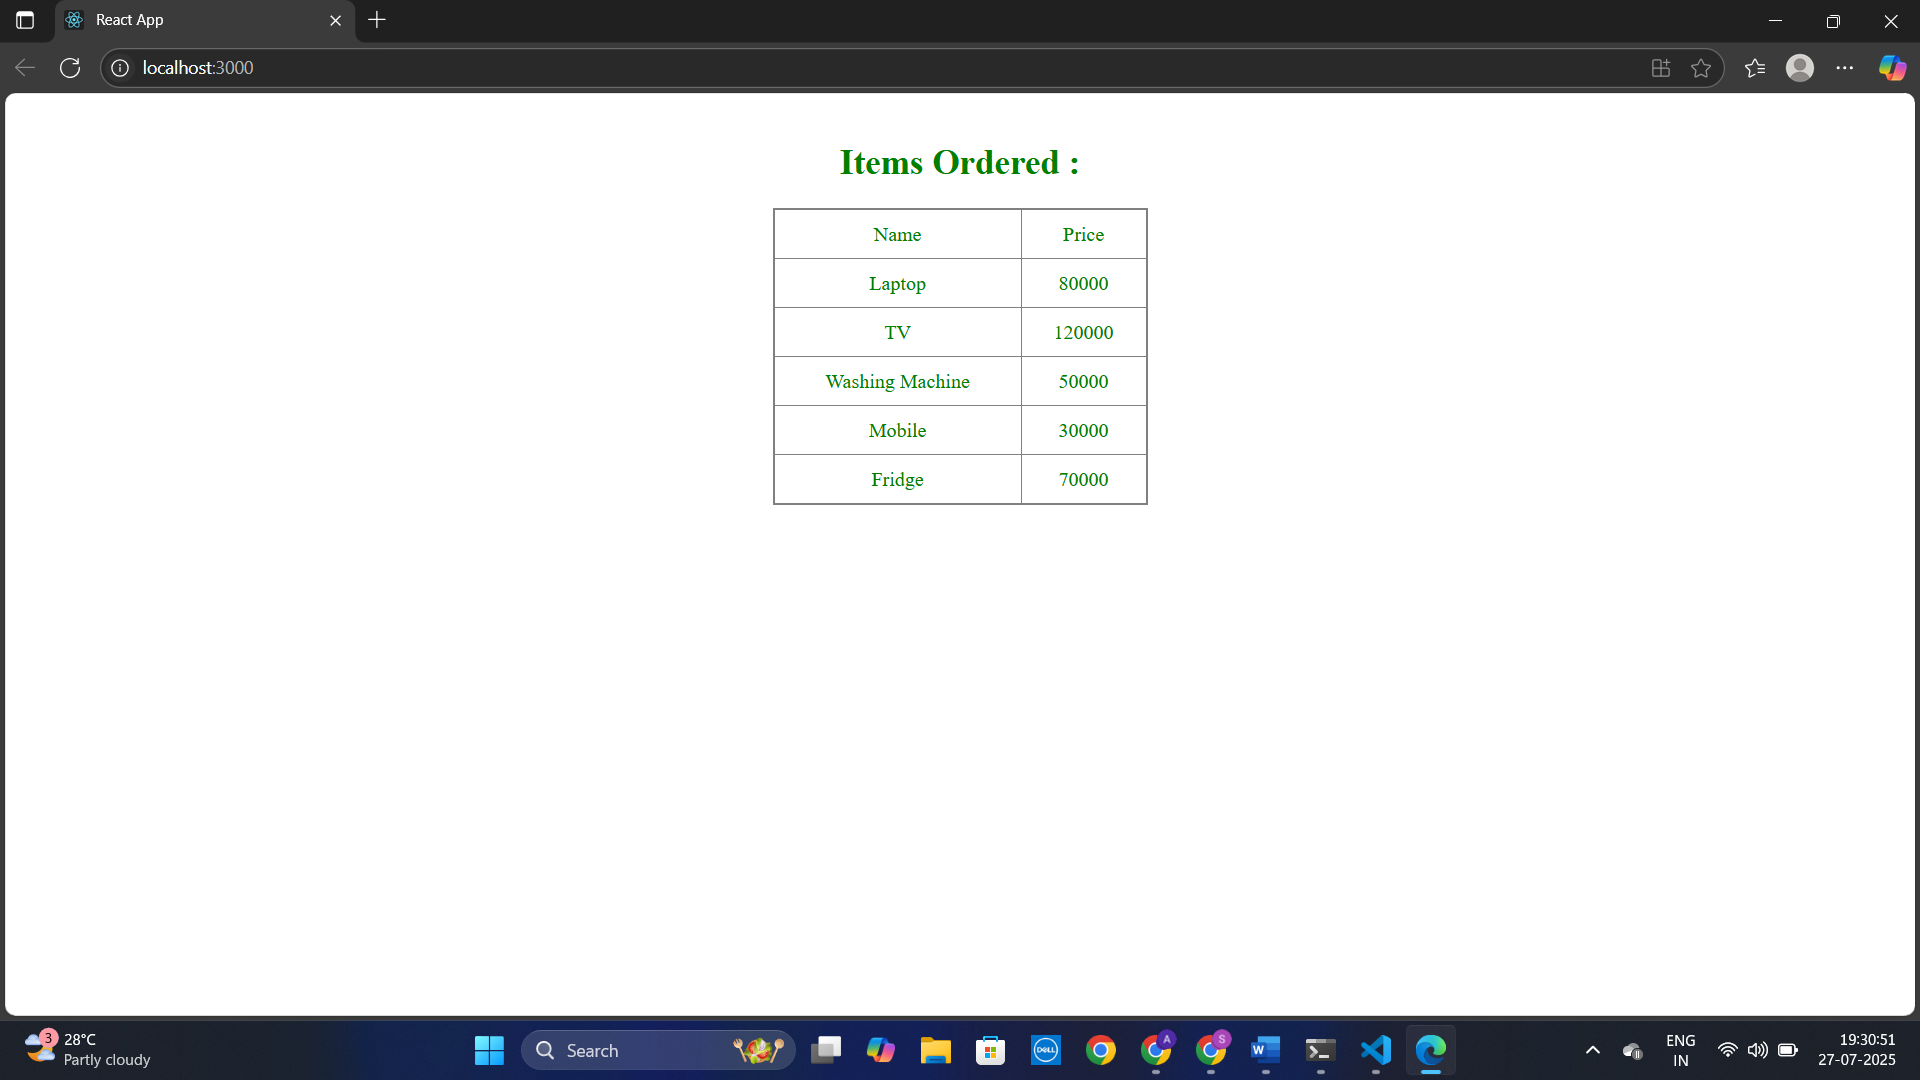 React App
localhost:3000
Items Ordered :
Name Price
Laptop 80000
TV 120000
Washing Machine 50000
Mobile 30000
Fridge 70000
3 28°C
Partly cloudy
Search
DELL
A
S
W
ENG
IN
19:30:51
27-07-2025